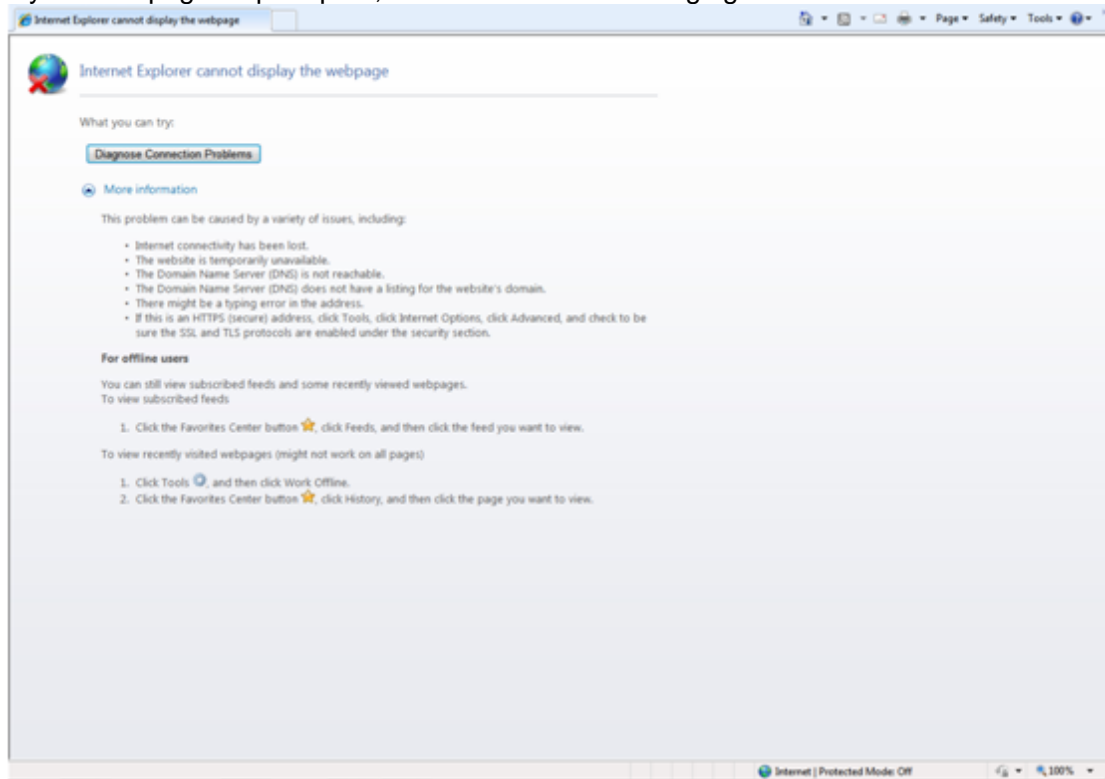 Internet Explorer cannot display the webpage
Page
Safety
Tools
Internet Explorer cannot display the webpage
What you can try:
Diagnose Connection Problems
More information
This problem can be caused by a variety of issues, including:
• Internet connectivity has been lost.
• The website is temporarily unavailable.
• The Domain Name Server (DNS) is not reachable.
• The Domain Name Server (DNS) does not have a listing for the website's domain.
• There might be a typing error in the address.
• If this is an HTTPS (secure) address, click Tools, click Internet Options, click Advanced, and check to be
sure the SSL and TLS protocols are enabled under the security section.
For offline users
You can still view subscribed feeds and some recently viewed webpages.
To view subscribed feeds
1. Click the Favorites Center button , click Feeds, and then click the feed you want to view.
To view recently visited webpages (might not work on all pages)
1. Click Tools , and then click Work Offline.
2. Click the Favorites Center button , click History, and then click the page you want to view.
Internet | Protected Mode: Off
100%